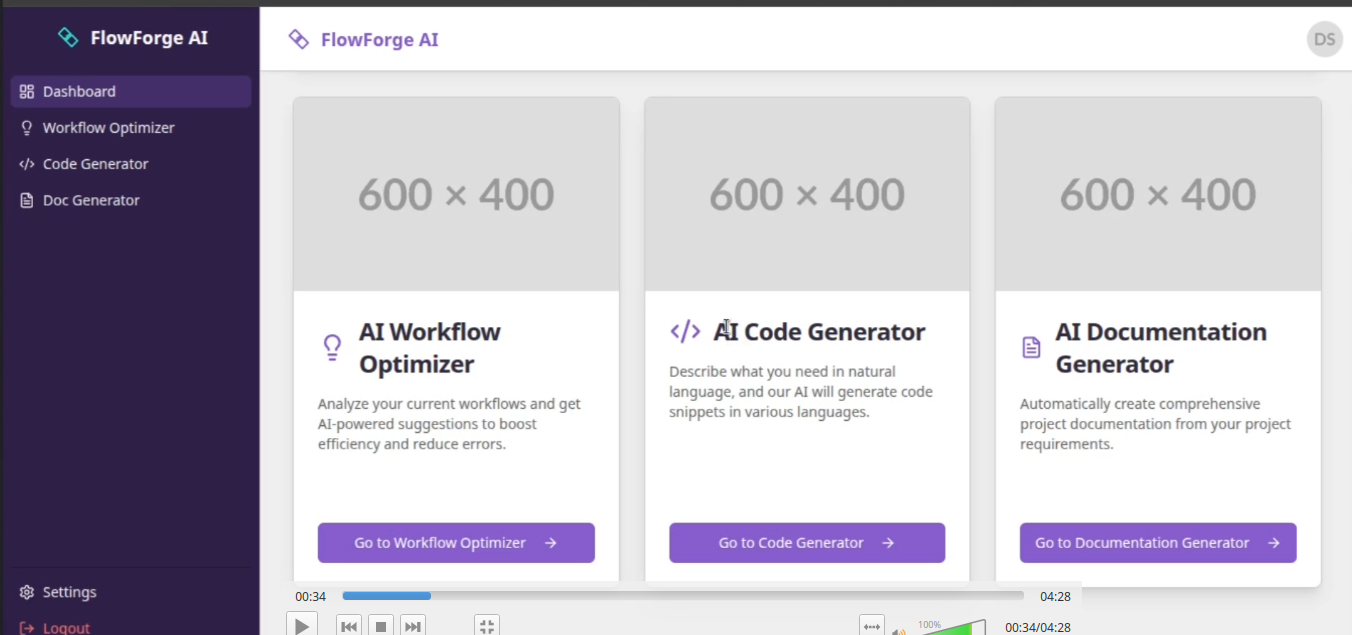 FlowForge AI
FlowForge AI
DS
Dashboard
Workflow Optimizer
Code Generator
Doc Generator
600 × 400
600 × 400
600 × 400
AI Workflow
Optimizer
Analyze your current workflows and get
AI-powered suggestions to boost
efficiency and reduce errors.
Go to Workflow Optimizer
AI Code Generator
Describe what you need in natural
language, and our AI will generate code
snippets in various languages.
Go to Code Generator
AI Documentation
Generator
Automatically create comprehensive
project documentation from your project
requirements.
Go to Documentation Generator
Settings
Logout
00:34
04:28
100%
00:34/04:28